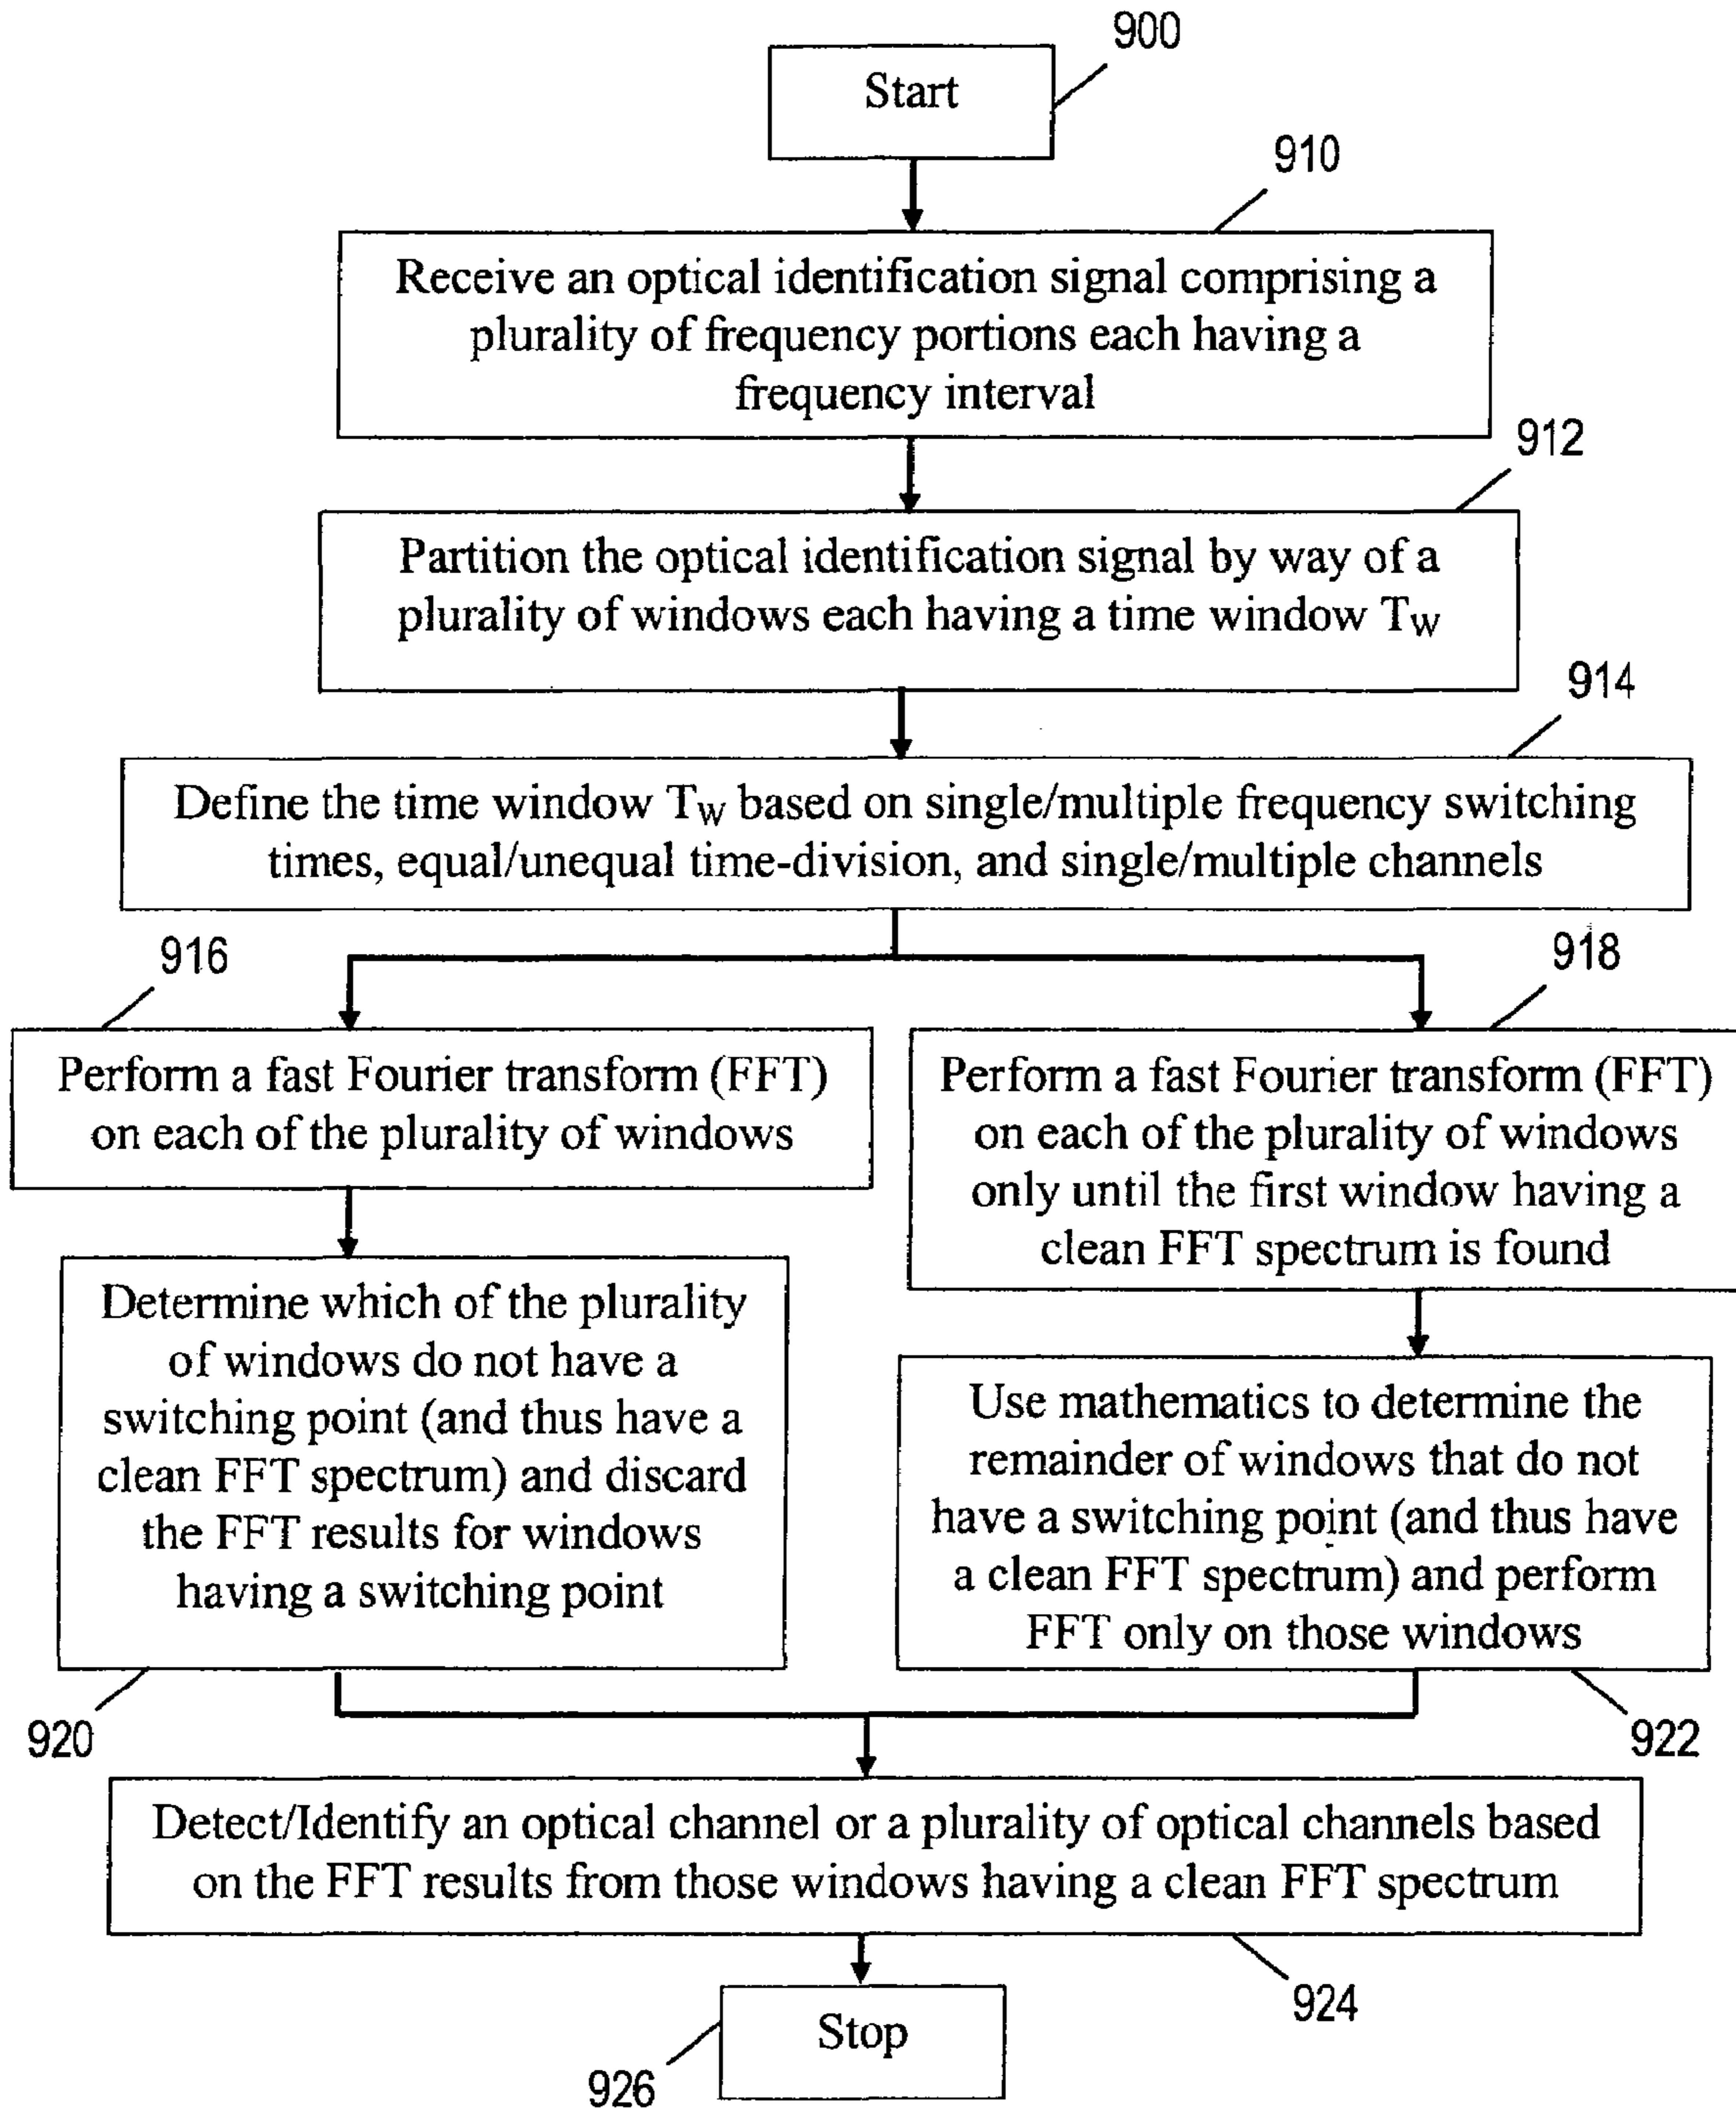 900
Start
910
Receive an optical identification signal comprising a
plurality of frequency portions each having a
frequency interval
912
Partition the optical identification signal by way of a
plurality of windows each having a time window TW
914
Define the time window TW based on single/multiple frequency switching
times, equal/unequal time-division, and single/multiple channels
916
Perform a fast Fourier transform (FFT)
on each of the plurality of windows
918
Perform a fast Fourier transform (FFT)
on each of the plurality of windows
only until the first window having a
clean FFT spectrum is found
Determine which of the plurality
of windows do not have a
switching point (and thus have a
clean FFT spectrum) and discard
the FFT results for windows
having a switching point
920
Use mathematics to determine the
remainder of windows that do not
have a switching point (and thus have
a clean FFT spectrum) and perform
FFT only on those windows
922
Detect/Identify an optical channel or a plurality of optical channels based
on the FFT results from those windows having a clean FFT spectrum
924
Stop
926